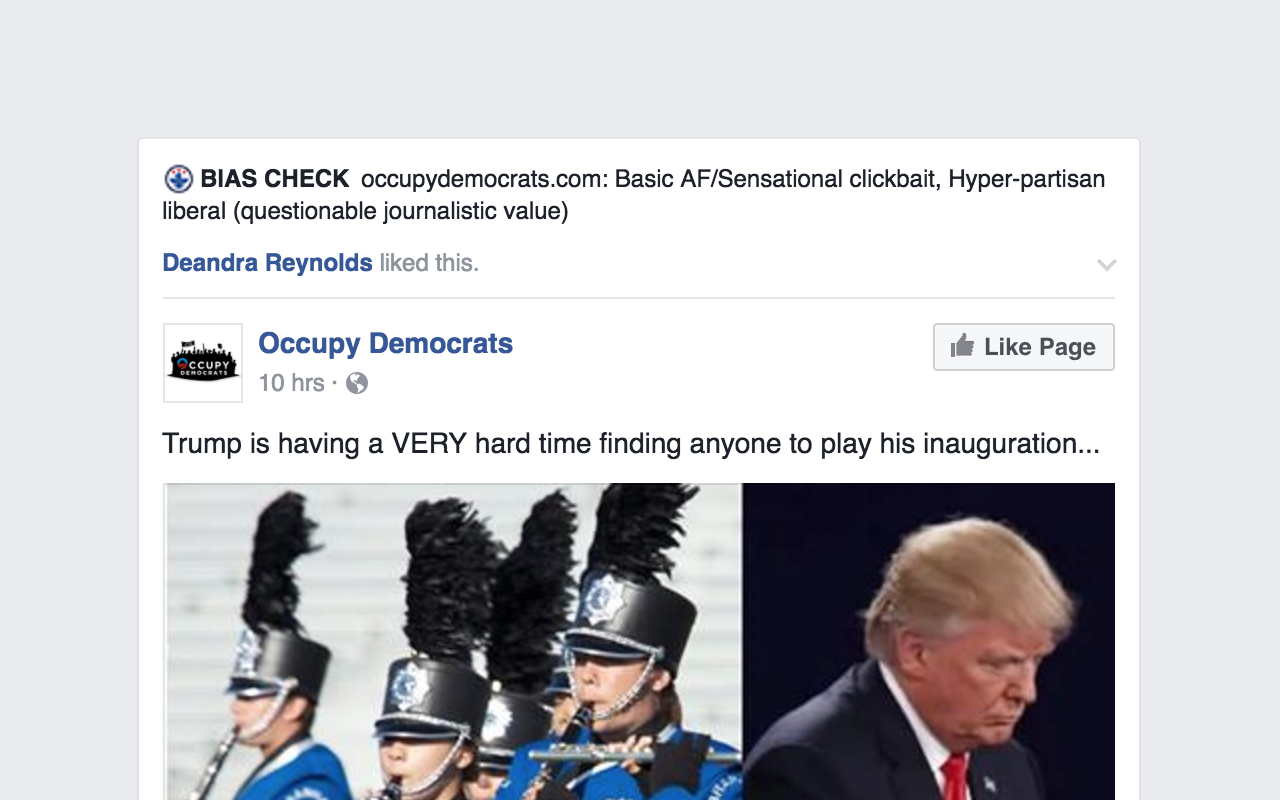 BIAS CHECK occupydemocrats.com: Basic AF/Sensational clickbait, Hyper-partisan
liberal (questionable journalistic value)
Deandra Reynolds liked this.
OCCUPY
DEMOCRATS
Occupy Democrats
Like Page
10 hrs ·
Trump is having a VERY hard time finding anyone to play his inauguration...